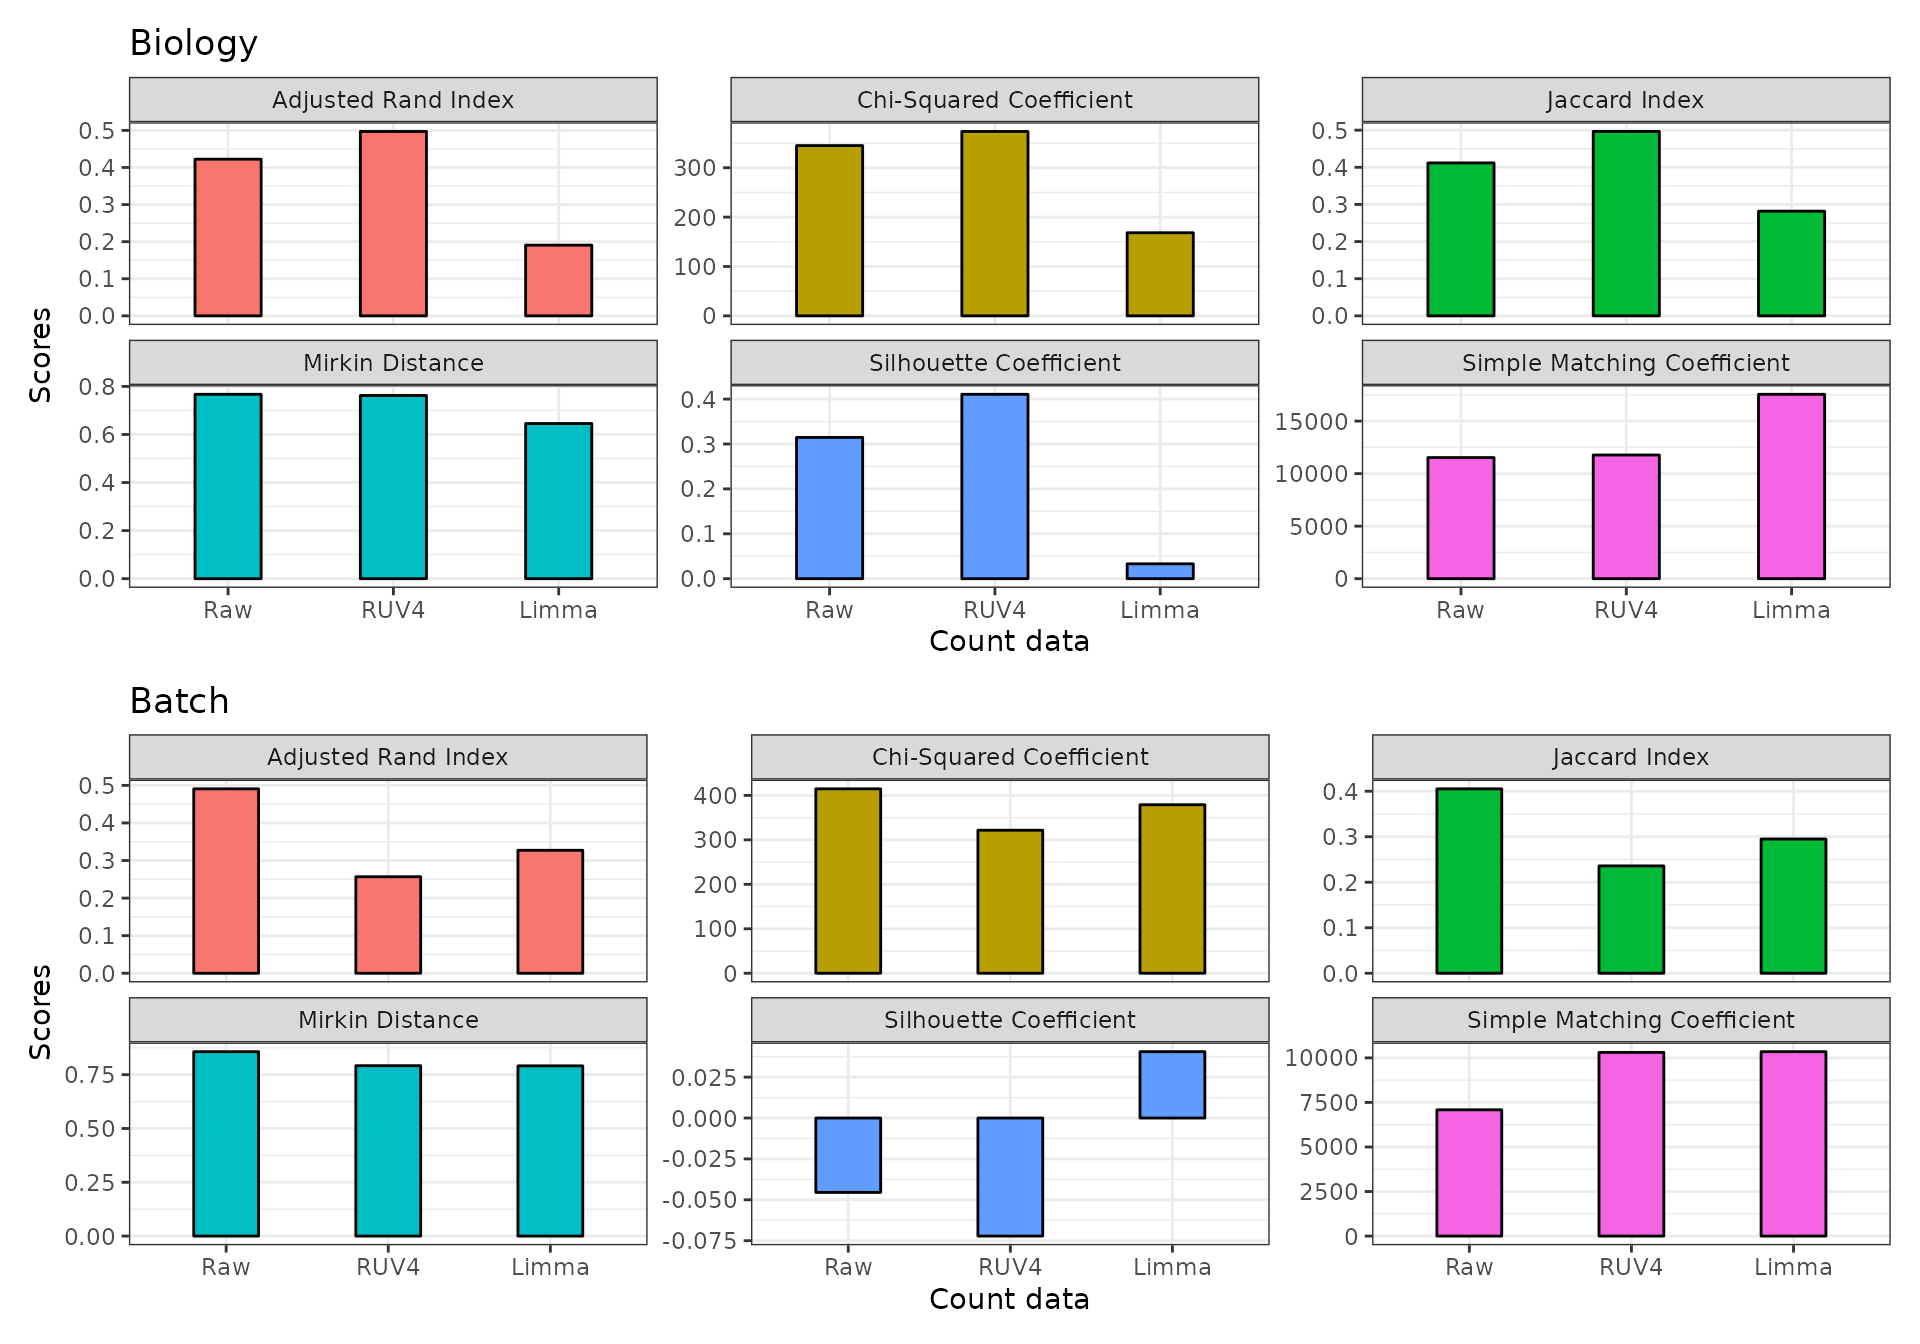 Biology
Adjusted Rand Index
Chi-Squared Coefficient
Jaccard Index
0.5
0.4
0.3
0.2
0.1
0.0
300
200
100
0
0.5
0.4
0.3
0.2
0.1
0.0
Scores
Mirkin Distance
Silhouette Coefficient
Simple Matching Coefficient
0.8
0.6
0.4
0.2
0.0
0.4
0.3
0.2
0.1
0.0
15000
10000
5000
0
Raw RUV4 Limma
Raw RUV4 Limma
Raw RUV4 Limma
Count data
Batch
Adjusted Rand Index
Chi-Squared Coefficient
Jaccard Index
0.5
0.4
0.3
0.2
0.1
0.0
400
300
200
100
0
0.4
0.3
0.2
0.1
0.0
Scores
Mirkin Distance
Silhouette Coefficient
Simple Matching Coefficient
0.75
0.50
0.25
0.00
0.025
0.000
-0.025
-0.050
-0.075
10000
7500
5000
2500
0
Raw RUV4 Limma
Raw RUV4 Limma
Raw RUV4 Limma
Count data